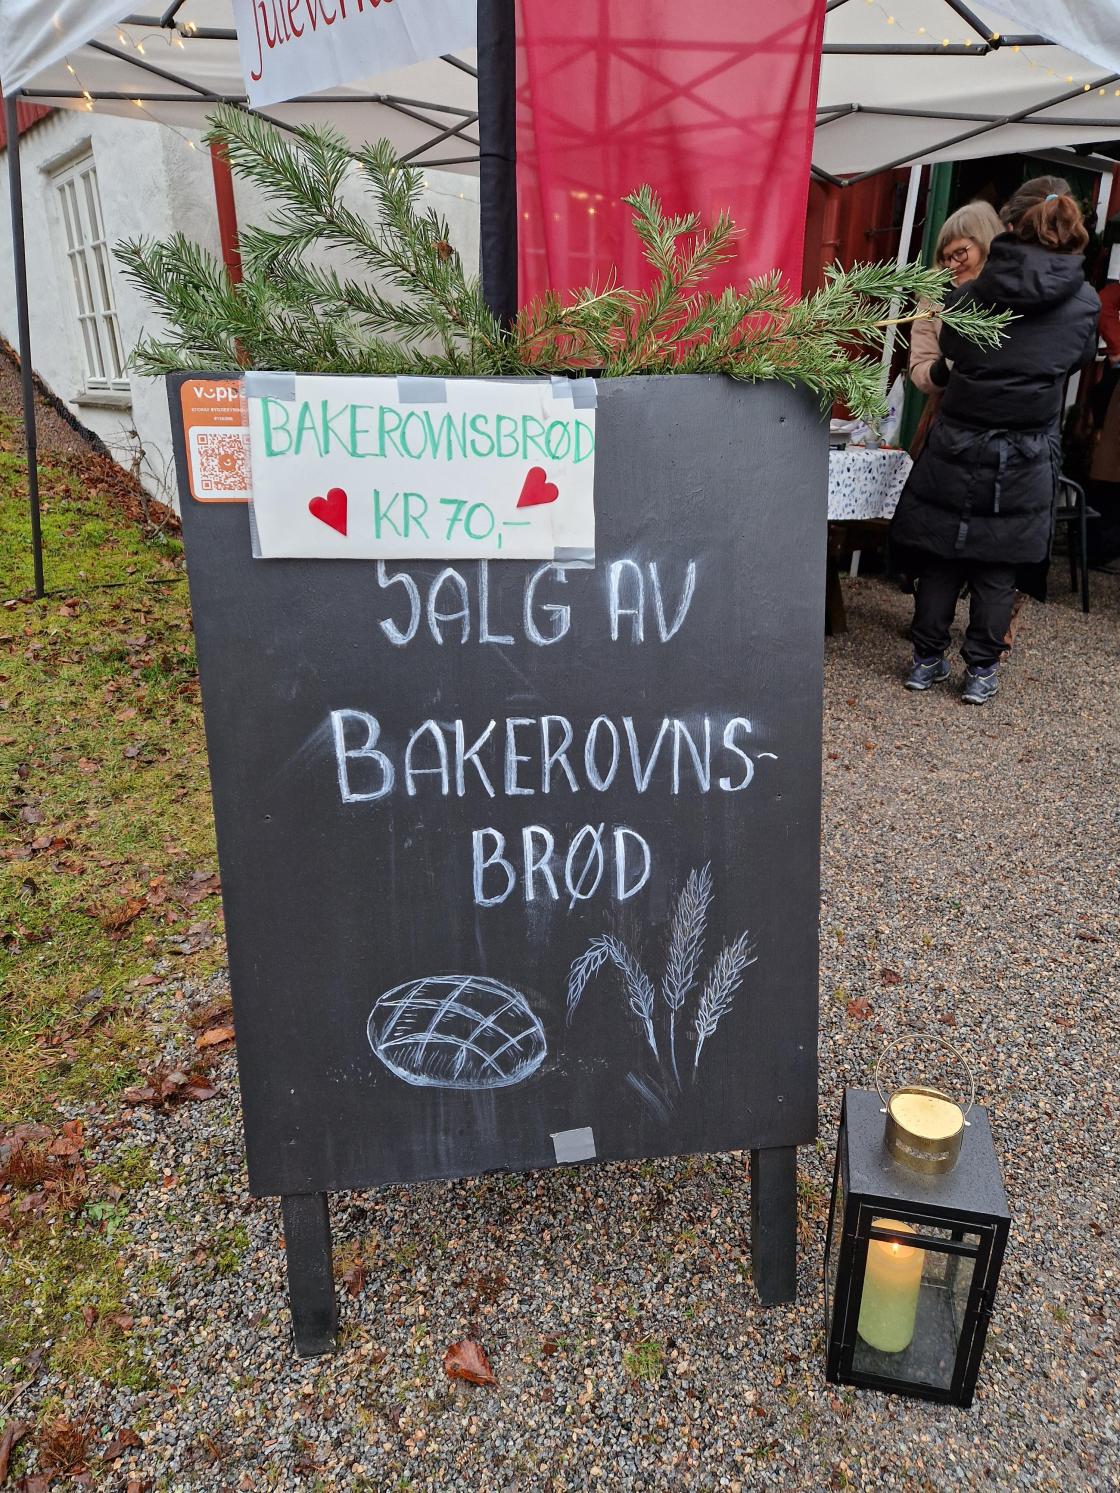 BAKEROVNSBRØD
KR 70,-
SALG AV
BAKEROVNS-
BRØD